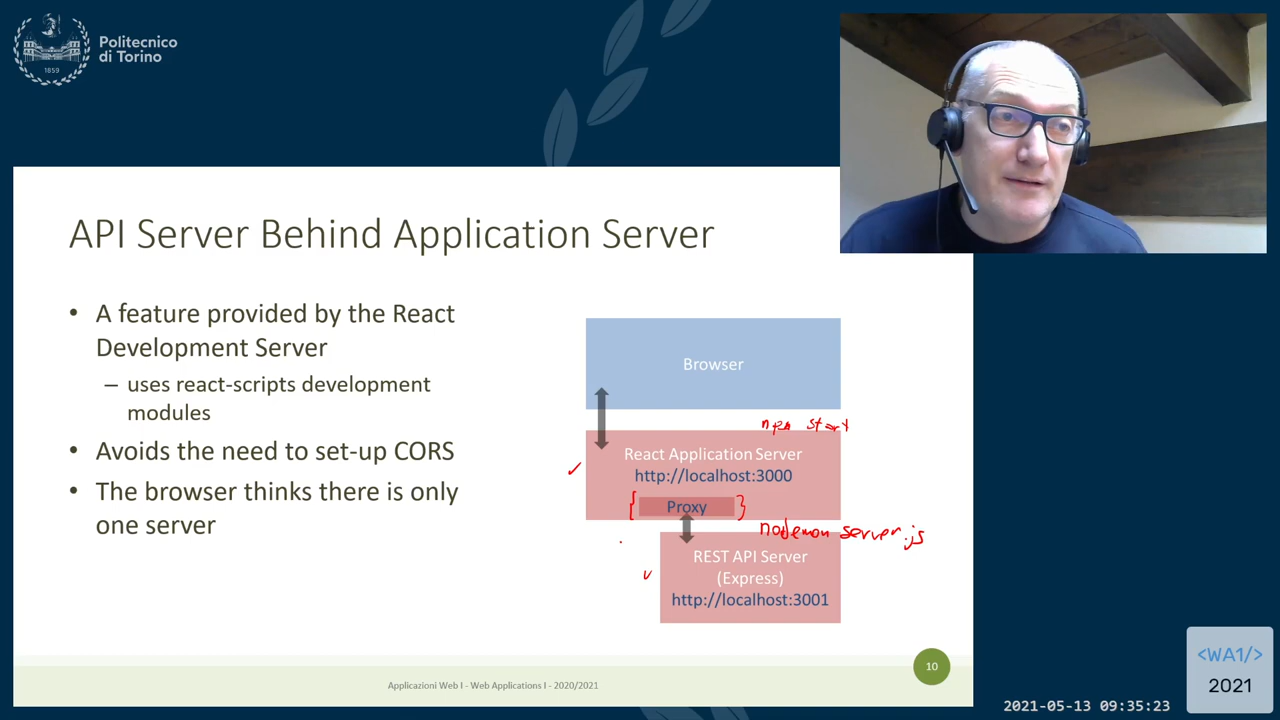 Politecnico
di Torino
1859
API Server Behind Application Server
• A feature provided by the React
Development Server
– uses react-scripts development
modules
• Avoids the need to set-up CORS
• The browser thinks there is only
one server
Browser
npm start
React Application Server
http://localhost:3000
{ Proxy }
nodemon server.js
REST API Server
(Express)
http://localhost:3001
10
Applicazioni Web I - Web Applications I - 2020/2021
<WA1/>
2021
2021-05-13 09:35:23